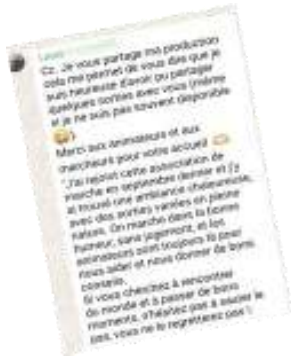 Cz. Je vous partage ma production
cela me permet de vous dire que je
suis heureuse d'avoir pu partager
quelques sorties avec vous (même
si je ne suis pas souvent disponible
)
Merci aux animateurs et aux
marcheurs pour votre accueil
"J'ai rejoint cette association de
marche en septembre dernier et j'y
ai trouvé une ambiance chaleureuse,
avec des sorties variées en pleine
nature. On marche dans la bonne
humeur, sans jugement, et les
animateurs sont toujours là pour
nous aider et nous donner de bons
conseils.
Si vous cherchez à rencontrer
du monde et à passer de bons
moments, n'hésitez pas à sauter le
pas, vous ne le regretterez pas !